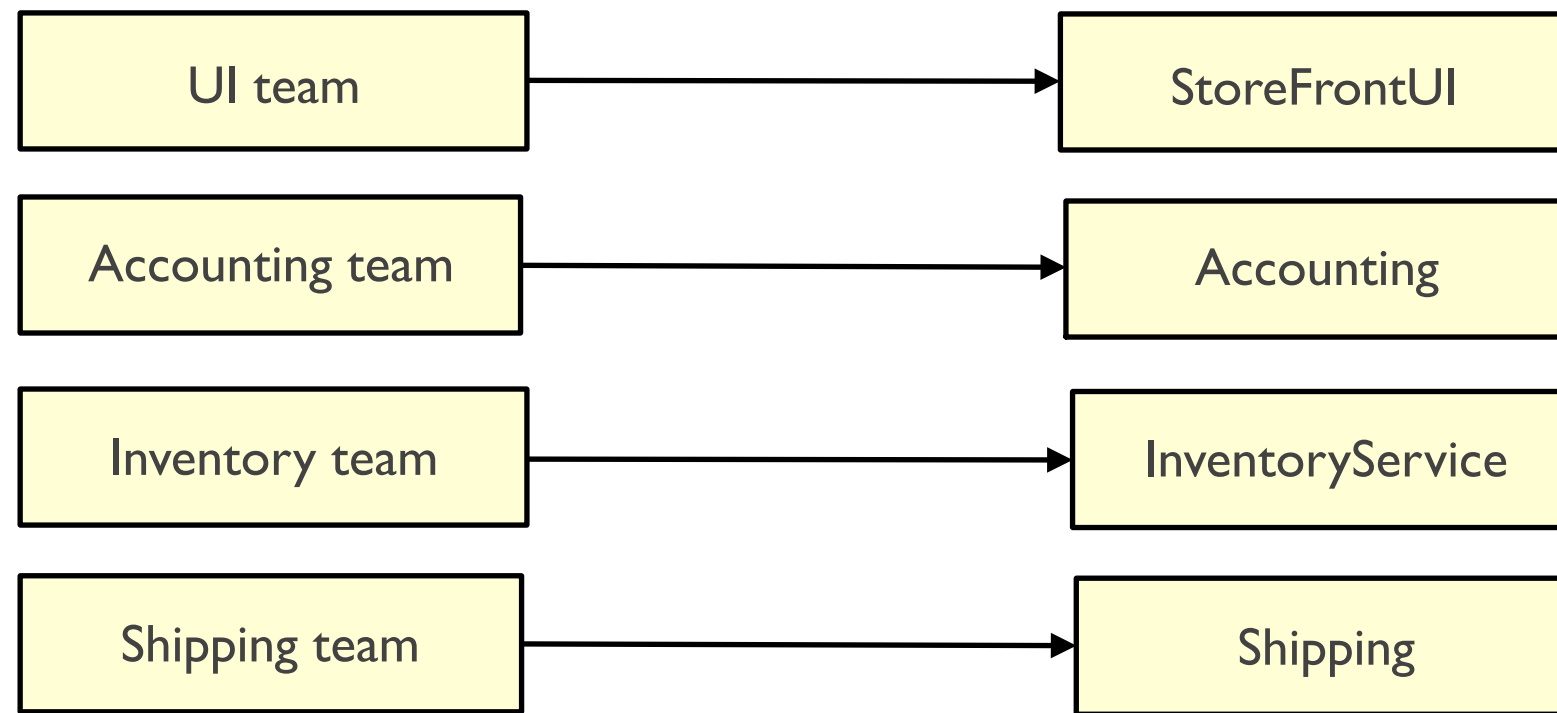 UI team
StoreFrontUI
Accounting team
Accounting
Inventory team
InventoryService
Shipping team
Shipping